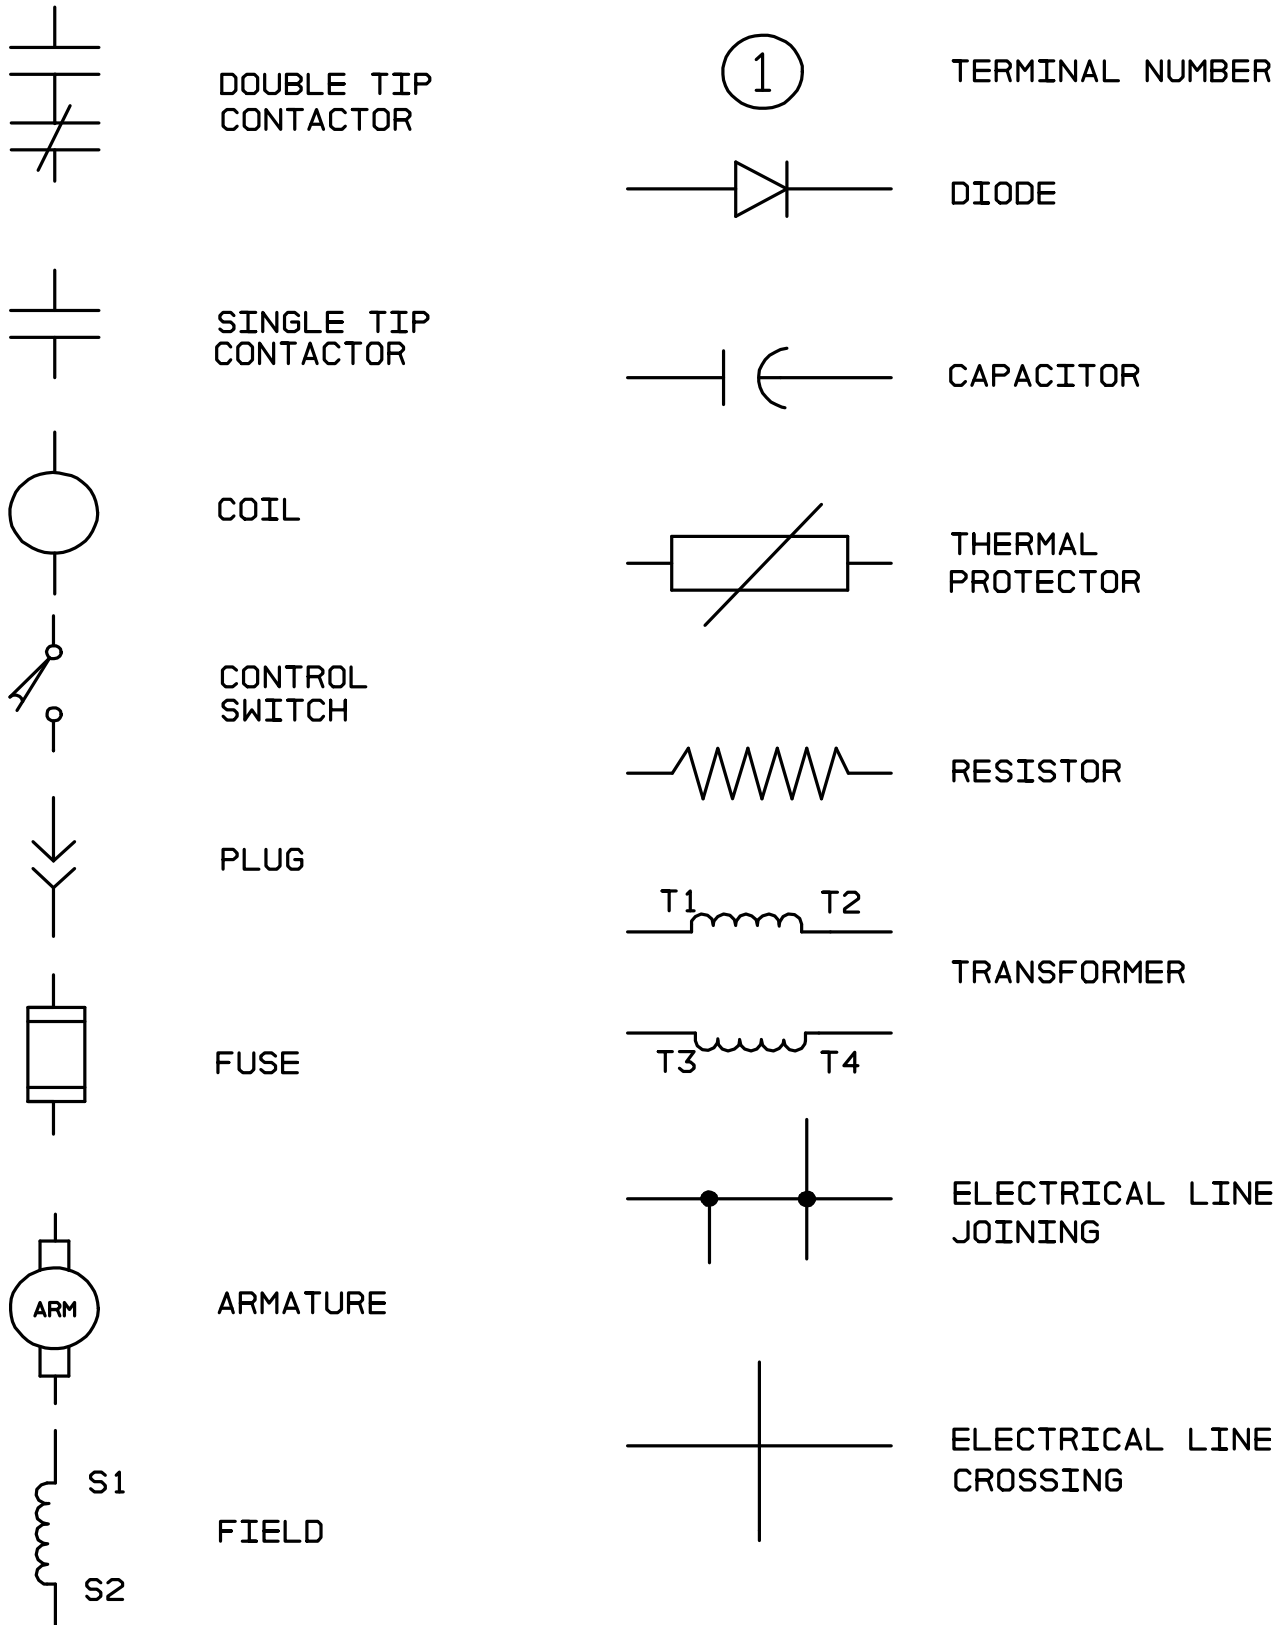 DOUBLE TIP
CONTACTOR
SINGLE TIP
CONTACTOR
COIL
CONTROL
SWITCH
PLUG
FUSE
ARM
ARMATURE
S1
FIELD
S2
1
TERMINAL NUMBER
DIODE
CAPACITOR
THERMAL
PROTECTOR
RESISTOR
T1 T2
TRANSFORMER
T3 T4
ELECTRICAL LINE
JOINING
ELECTRICAL LINE
CROSSING